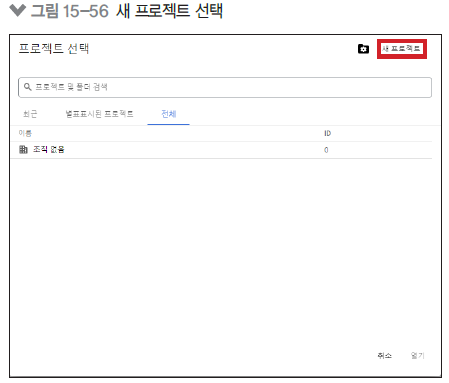 그림 15-56 새 프로젝트 선택
프로젝트 선택
새 프로젝트
프로젝트 및 폴더 검색
최근 별표표시된 프로젝트 전체
이름 ID
조직 없음 0
취소 열기